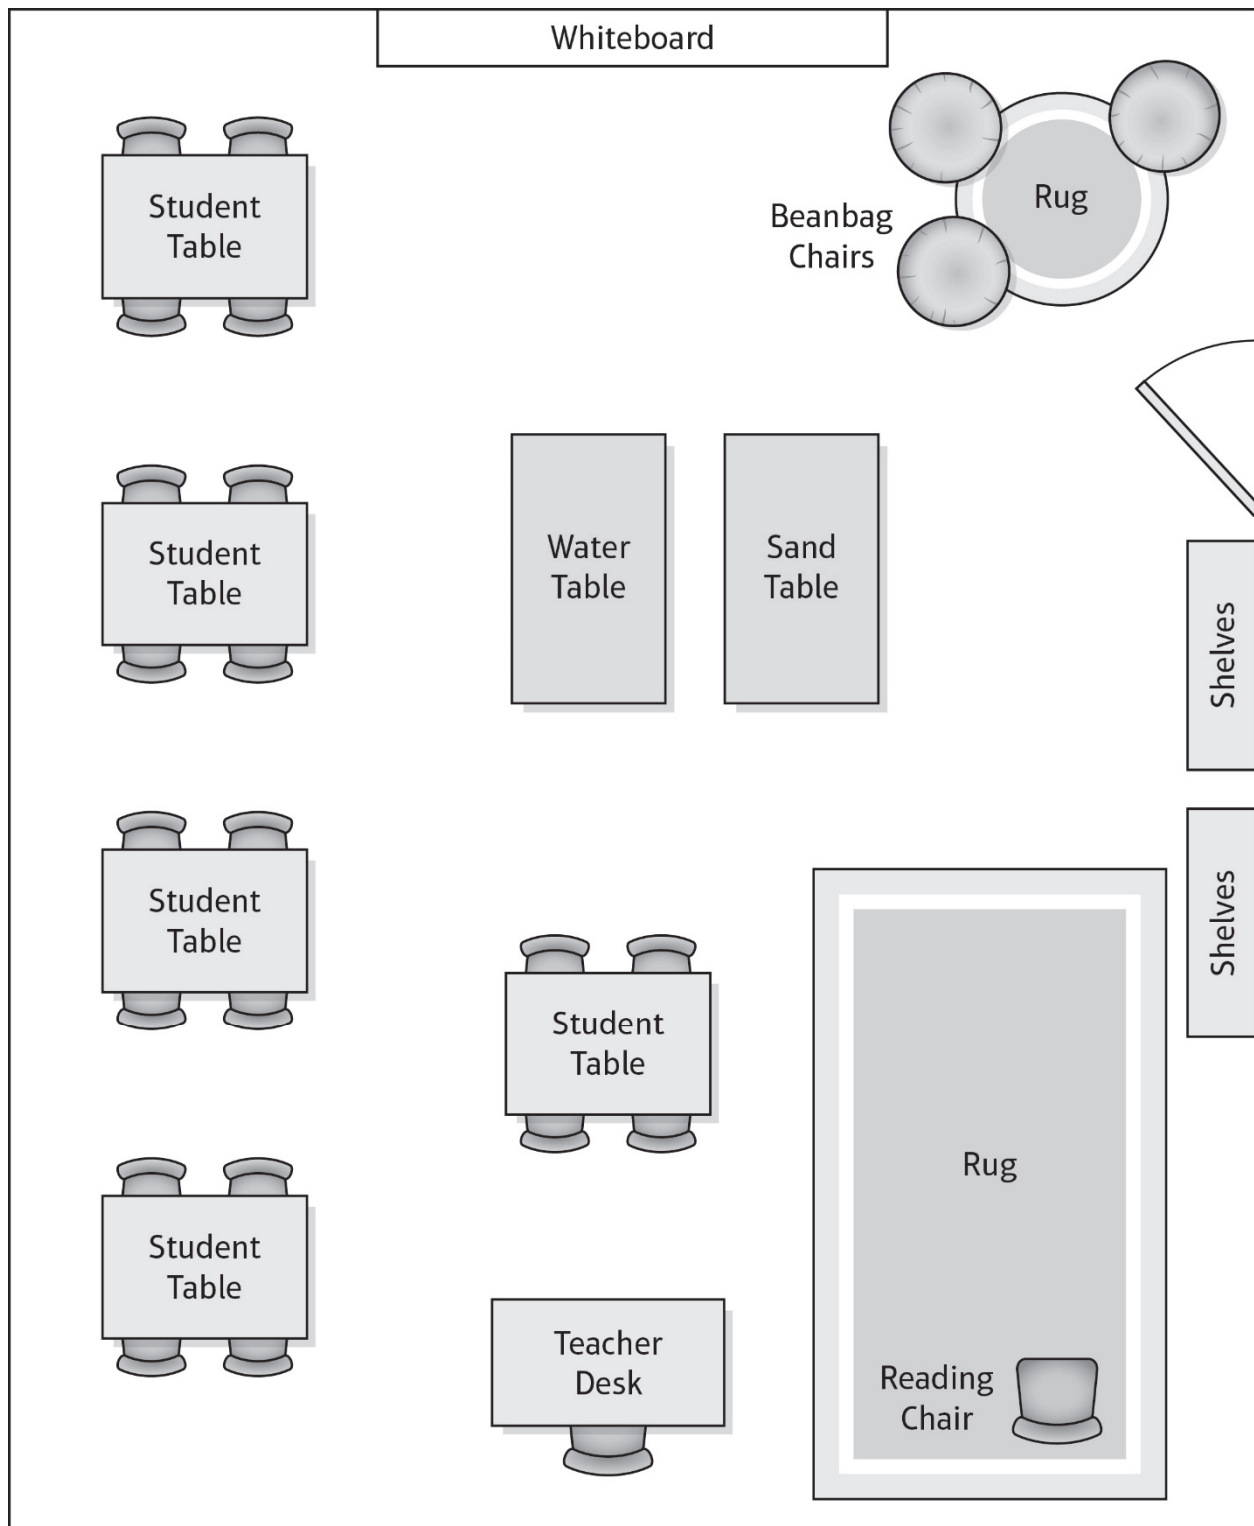 Whiteboard
Student
Table
Beanbag
Chairs
Rug
Student
Table
Water
Table
Sand
Table
Shelves
Student
Table
Shelves
Student
Table
Rug
Student
Table
Teacher
Desk
Reading
Chair